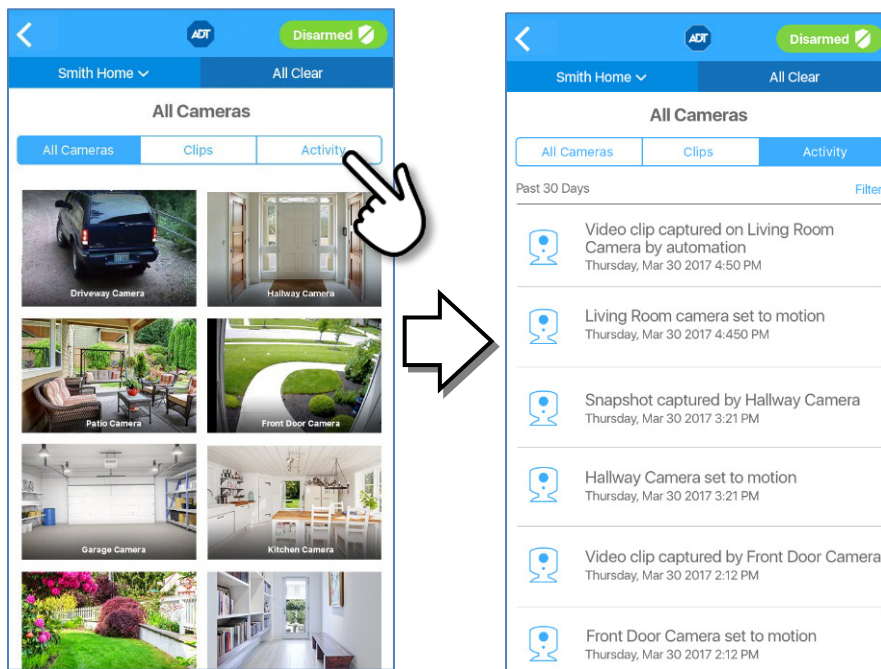 ADT
Disarmed
Smith Home
All Clear
All Cameras
All Cameras
Clips
Activity
Driveway Camera
Hallway Camera
Patio Camera
Front Door Camera
Garage Camera
Kitchen Camera
ADT
Disarmed
Smith Home
All Clear
All Cameras
All Cameras
Clips
Activity
Past 30 Days
Filter
Video clip captured on Living Room
Camera by automation
Thursday, Mar 30 2017 4:50 PM
Living Room camera set to motion
Thursday, Mar 30 2017 4:450 PM
Snapshot captured by Hallway Camera
Thursday, Mar 30 2017 3:21 PM
Hallway Camera set to motion
Thursday, Mar 30 2017 3:21 PM
Video clip captured by Front Door Camera
Thursday, Mar 30 2017 2:12 PM
Front Door Camera set to motion
Thursday, Mar 30 2017 2:12 PM